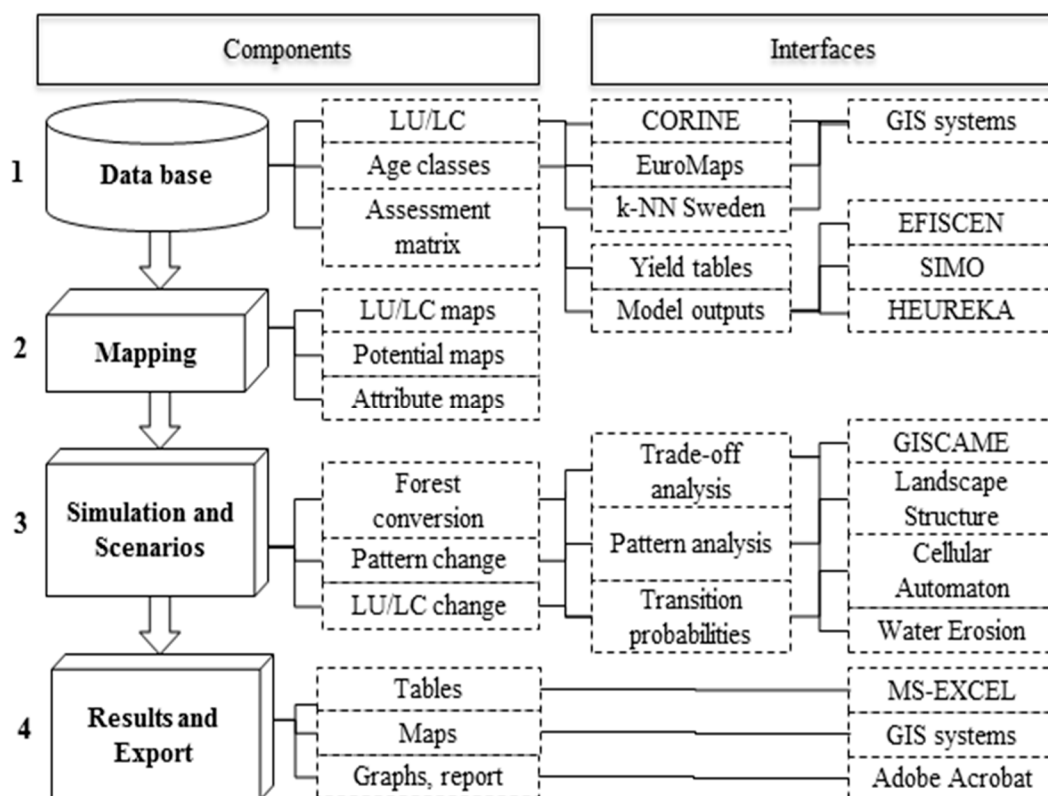 Components
Interfaces
1
Data base
LU/LC
Age classes
Assessment
matrix
CORINE
EuroMaps
k-NN Sweden
Yield tables
Model outputs
GIS systems
EFISCEN
SIMO
HEUREKA
2
Mapping
LU/LC maps
Potential maps
Attribute maps
3
Simulation and
Scenarios
Forest
conversion
Pattern change
LU/LC change
Trade-off
analysis
Pattern analysis
Transition
probabilities
GISCAME
Landscape
Structure
Cellular
Automaton
Water Erosion
4
Results and
Export
Tables
Maps
Graphs, report
MS-EXCEL
GIS systems
Adobe Acrobat